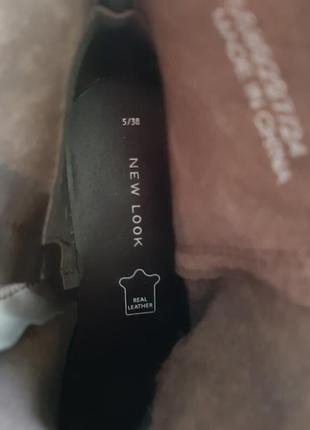 5/38
NEW LOOK
REAL
LEATHER
MADE IN CHINA